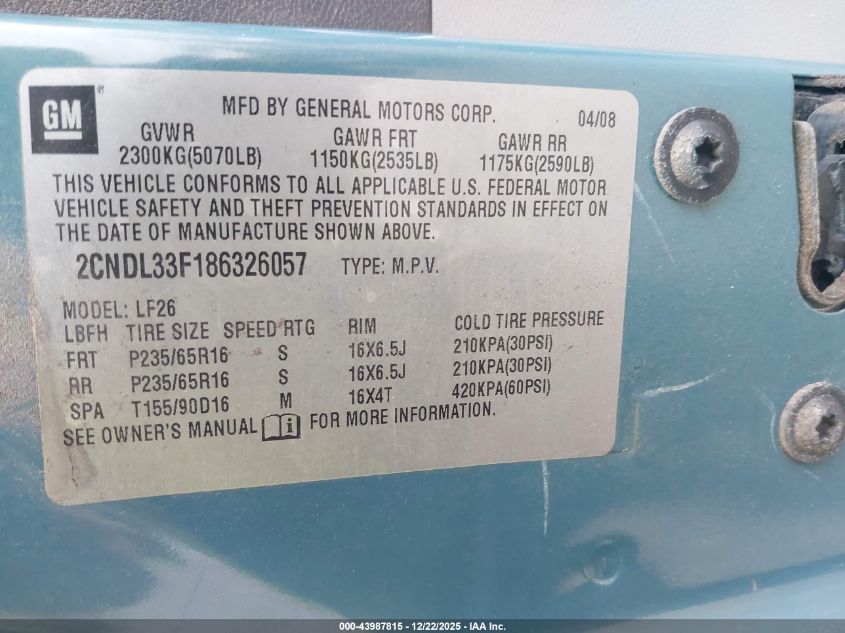 GM ®
MFD BY GENERAL MOTORS CORP. 04/08
GVWR GAWR FRT GAWR RR
2300KG(5070LB) 1150KG(2535LB) 1175KG(2590LB)
THIS VEHICLE CONFORMS TO ALL APPLICABLE U.S. FEDERAL MOTOR
VEHICLE SAFETY AND THEFT PREVENTION STANDARDS IN EFFECT ON
THE DATE OF MANUFACTURE SHOWN ABOVE.
2CNDL33F186326057 TYPE: M.P.V.
MODEL: LF26
LBFH TIRE SIZE SPEED RTG RIM COLD TIRE PRESSURE
FRT P235/65R16 S 16X6.5J 210KPA(30PSI)
RR P235/65R16 S 16X6.5J 210KPA(30PSI)
SPA T155/90D16 M 16X4T 420KPA(60PSI)
SEE OWNER'S MANUAL i FOR MORE INFORMATION.
000-43987815 - 12/22/2025 - IAA Inc.